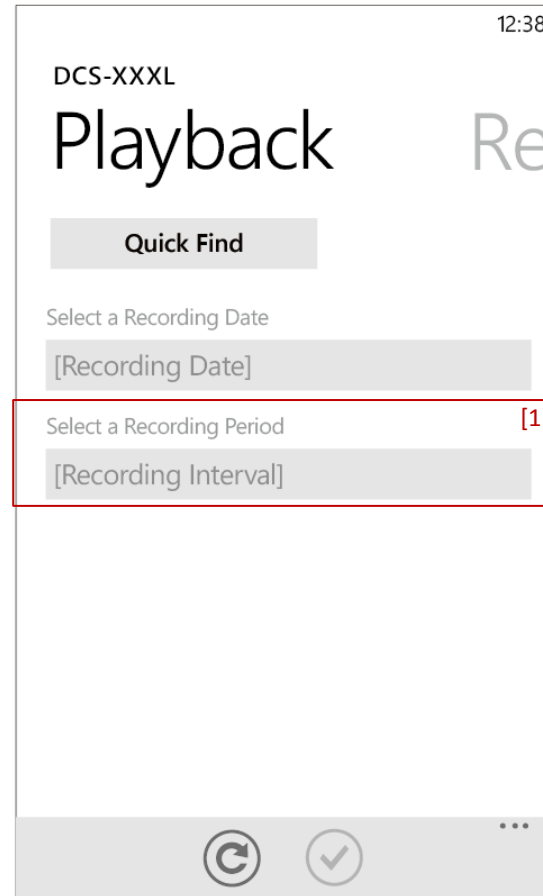 12:38
DCS-XXXL
Playback Re
Quick Find
Select a Recording Date
[Recording Date]
Select a Recording Period [1
[Recording Interval]